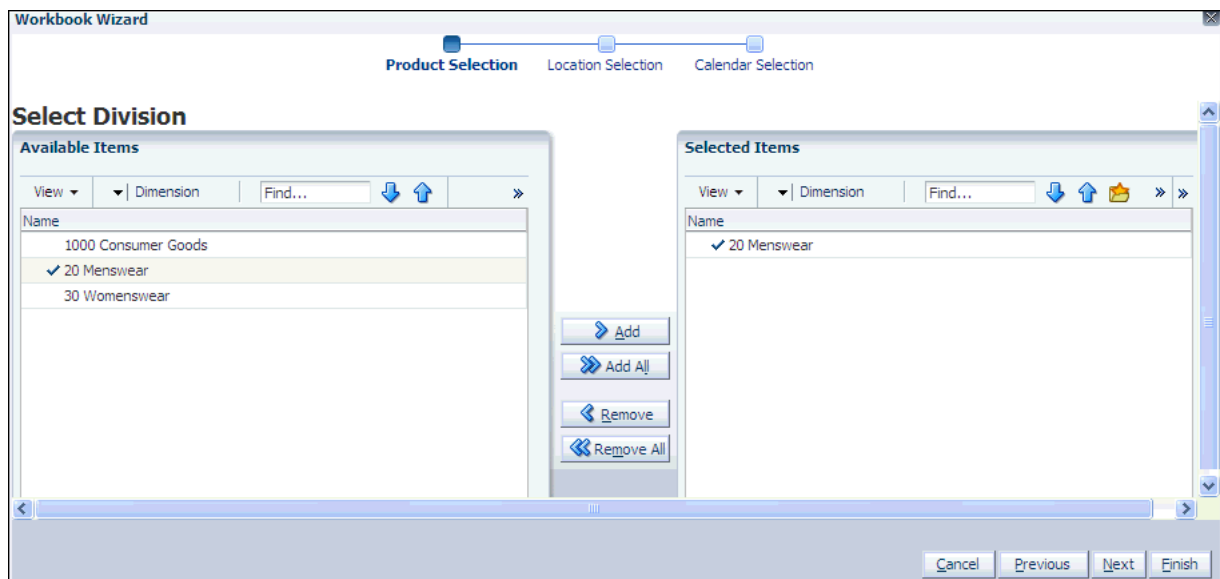 Workbook Wizard
Product Selection
Location Selection
Calendar Selection
Select Division
Available Items
View
Dimension
Find...
Name
1000 Consumer Goods
20 Menswear
30 Womenswear
Add
Add All
Remove
Remove All
Selected Items
View
Dimension
Find...
Name
20 Menswear
Cancel
Previous
Next
Finish